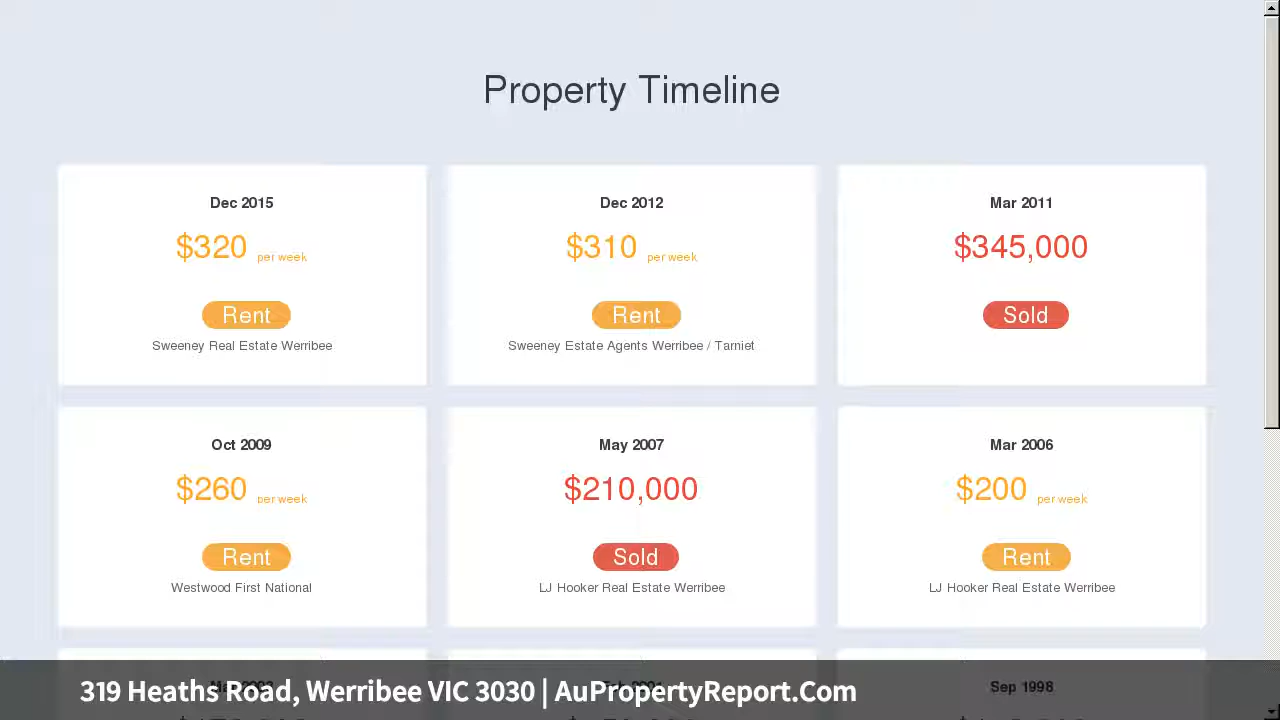 Property Timeline
Dec 2015
$320 per week
Rent
Sweeney Real Estate Werribee
Dec 2012
$310 per week
Rent
Sweeney Estate Agents Werribee / Tarniet
Mar 2011
$345,000
Sold
Oct 2009
$260 per week
Rent
Westwood First National
May 2007
$210,000
Sold
LJ Hooker Real Estate Werribee
Mar 2006
$200 per week
Rent
LJ Hooker Real Estate Werribee
Sep 1998
319 Heaths Road, Werribee VIC 3030 | AuPropertyReport.Com